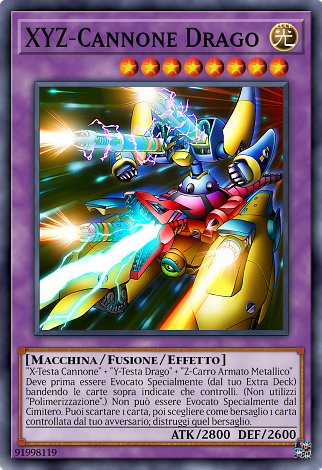 XYZ-Cannone Drago
光
[Macchina/Fusione/Effetto]
"X-Testa Cannone" + "Y-Testa Drago" + "Z-Carro Armato Metallico"
Deve prima essere Evocato Specialmente (dal tuo Extra Deck)
bandendo le carte sopra indicate che controlli. (Non utilizzi
"Polimerizzazione".) Non può essere Evocato Specialmente dal
Cimitero. Puoi scartare 1 carta, poi scegliere come bersaglio 1 carta
controllata dal tuo avversario; distruggi quel bersaglio.
ATK/2800 DEF/2600
91998119